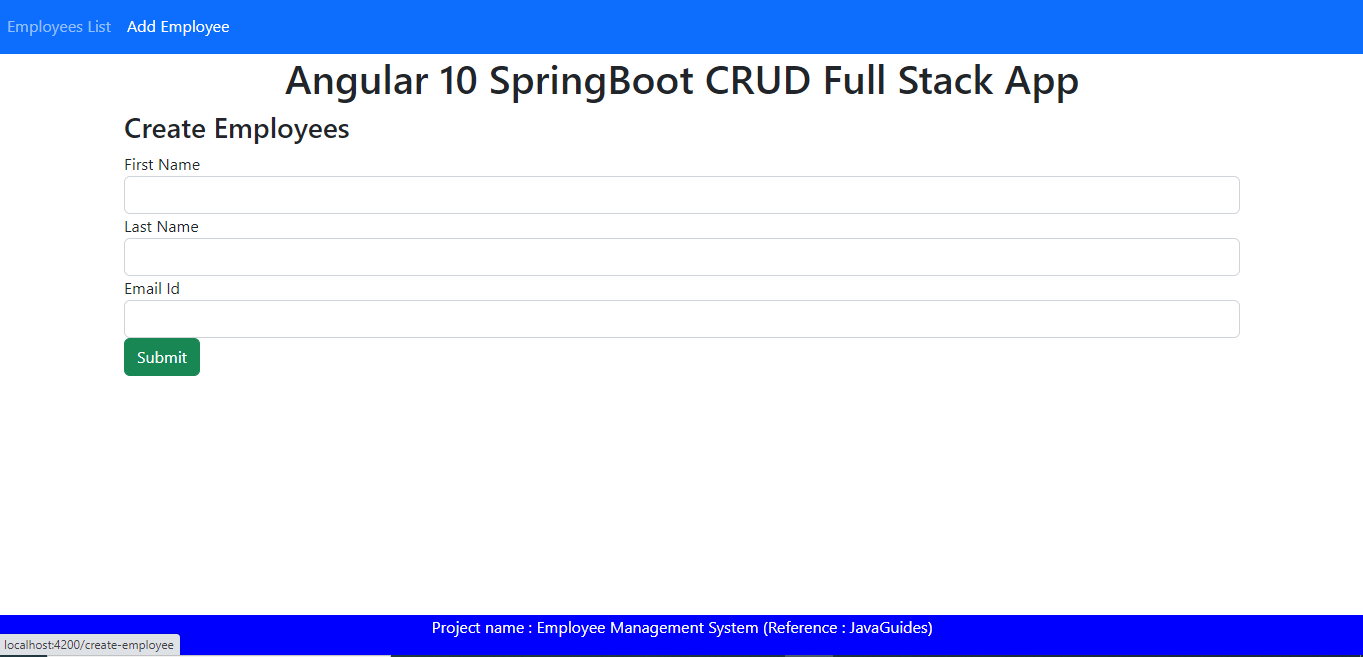 Employees List Add Employee
Angular 10 SpringBoot CRUD Full Stack App
Create Employees
First Name
Last Name
Email Id
Submit
Project name : Employee Management System (Reference : JavaGuides)
localhost:4200/create-employee